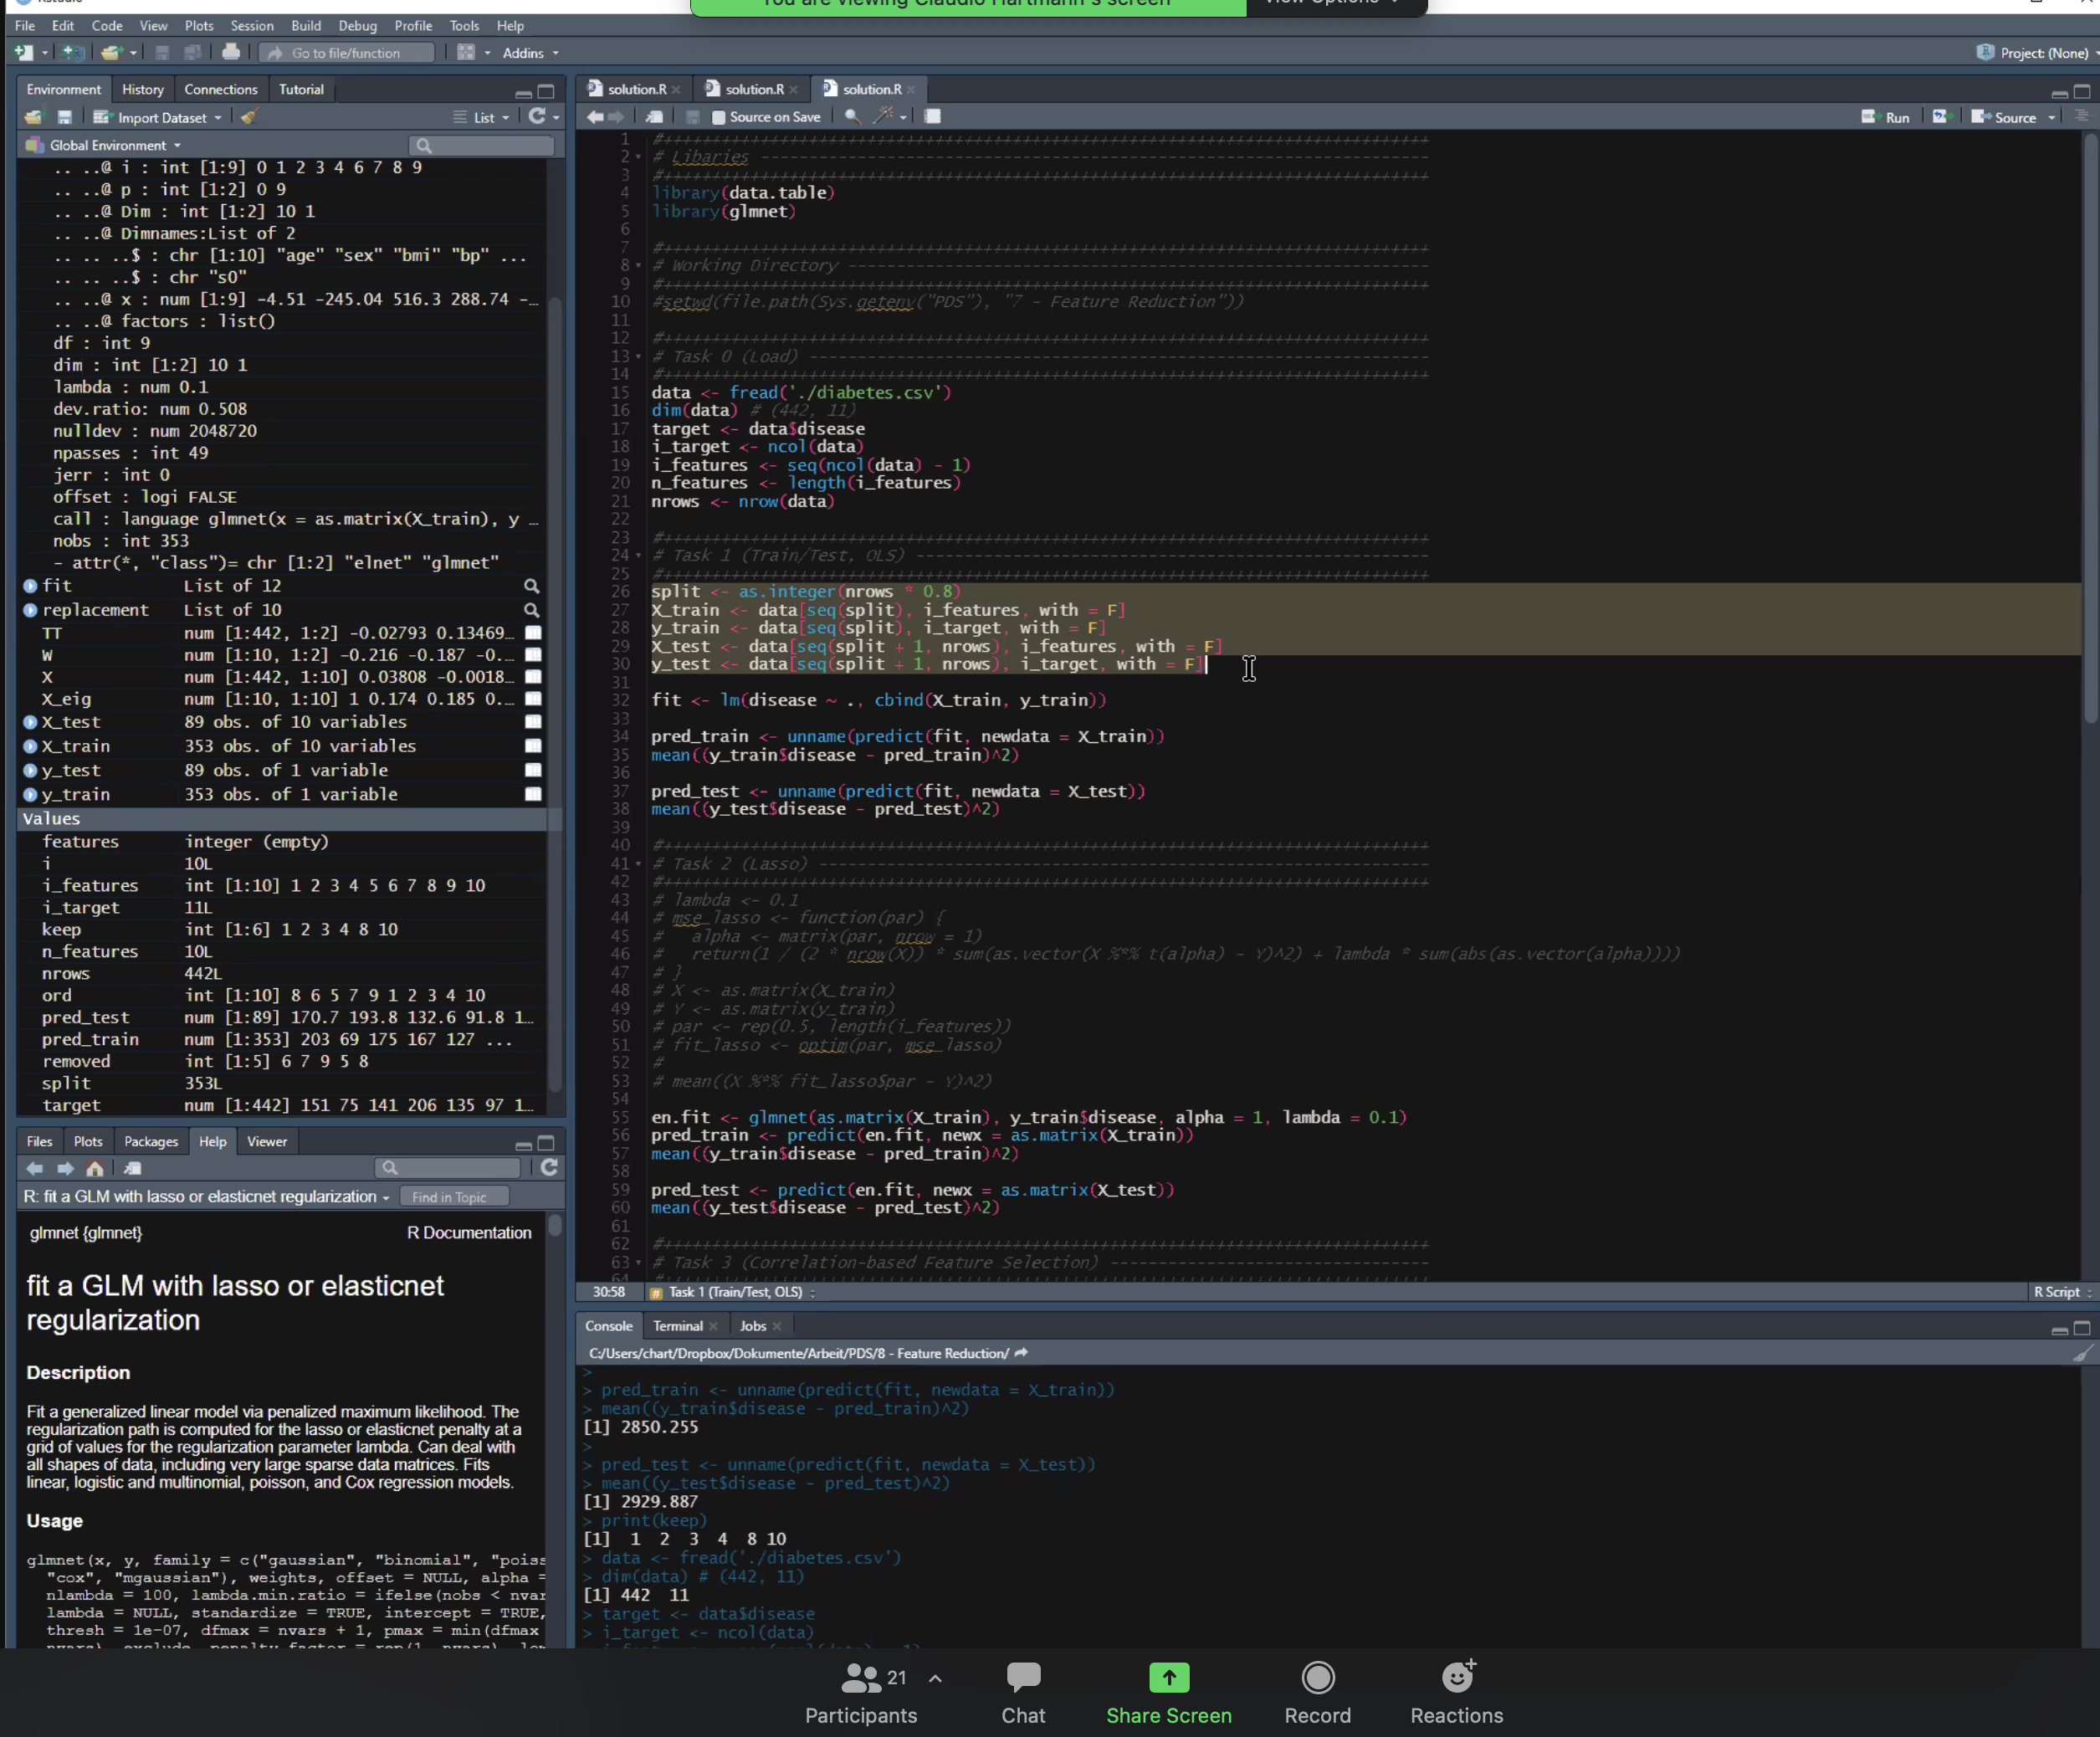 Rstudio
You are viewing Claudio Hartmann's screen
View Options
File Edit Code View Plots Session Build Debug Profile Tools Help
Go to file/function
Addins
Project: (None)
Environment History Connections Tutorial
Import Dataset
List
Global Environment
.. ..@ i : int [1:9] 0 1 2 3 4 6 7 8 9
.. ..@ p : int [1:2] 0 9
.. ..@ Dim : int [1:2] 10 1
.. ..@ Dimnames:List of 2
.. .. ..$ : chr [1:10] "age" "sex" "bmi" "bp" ...
.. .. ..$ : chr "s0"
.. ..@ x : num [1:9] -4.51 -245.04 516.3 288.74 -…
.. ..@ factors : list()
df : int 9
dim : int [1:2] 10 1
lambda : num 0.1
dev.ratio: num 0.508
nulldev : num 2048720
npasses : int 49
jerr : int 0
offset : logi FALSE
call : language glmnet(x = as.matrix(X_train), y …
nobs : int 353
- attr(*, "class")= chr [1:2] "elnet" "glmnet"
fit List of 12
replacement List of 10
TT num [1:442, 1:2] -0.02793 0.13469…
W num [1:10, 1:2] -0.216 -0.187 -0.…
X num [1:442, 1:10] 0.03808 -0.0018…
X_eig num [1:10, 1:10] 1 0.174 0.185 0.…
X_test 89 obs. of 10 variables
X_train 353 obs. of 10 variables
y_test 89 obs. of 1 variable
y_train 353 obs. of 1 variable
Values
features integer (empty)
i 10L
i_features int [1:10] 1 2 3 4 5 6 7 8 9 10
i_target 11L
keep int [1:6] 1 2 3 4 8 10
n_features 10L
nrows 442L
ord int [1:10] 8 6 5 7 9 1 2 3 4 10
pred_test num [1:89] 170.7 193.8 132.6 91.8 1…
pred_train num [1:353] 203 69 175 167 127 ...
removed int [1:5] 6 7 9 5 8
split 353L
target num [1:442] 151 75 141 206 135 97 1…
Files Plots Packages Help Viewer
R: fit a GLM with lasso or elasticnet regularization
Find in Topic
glmnet {glmnet} R Documentation
fit a GLM with lasso or elasticnet
regularization
Description
Fit a generalized linear model via penalized maximum likelihood. The
regularization path is computed for the lasso or elasticnet penalty at a
grid of values for the regularization parameter lambda. Can deal with
all shapes of data, including very large sparse data matrices. Fits
linear, logistic and multinomial, poisson, and Cox regression models.
Usage
glmnet(x, y, family = c("gaussian", "binomial", "poiss
"cox", "mgaussian"), weights, offset = NULL, alpha =
nlambda = 100, lambda.min.ratio = ifelse(nobs < nvar
lambda = NULL, standardize = TRUE, intercept = TRUE,
thresh = 1e-07, dfmax = nvars + 1, pmax = min(dfmax
solution.R solution.R solution.R
Source on Save
Run Source
1 #++++++++++++++++++++++++++++++++++++++++++++++++++++++++++++++++++++++++++++++
2 # Libaries ---------------------------------------------------------------------
3 #++++++++++++++++++++++++++++++++++++++++++++++++++++++++++++++++++++++++++++++
4 library(data.table)
5 library(glmnet)
6
7 #++++++++++++++++++++++++++++++++++++++++++++++++++++++++++++++++++++++++++++++
8 # Working Directory ------------------------------------------------------------
9 #++++++++++++++++++++++++++++++++++++++++++++++++++++++++++++++++++++++++++++++
10 #setwd(file.path(Sys.getenv("PDS"), "7 - Feature Reduction"))
11
12 #++++++++++++++++++++++++++++++++++++++++++++++++++++++++++++++++++++++++++++++
13 # Task 0 (Load) ----------------------------------------------------------------
14 #++++++++++++++++++++++++++++++++++++++++++++++++++++++++++++++++++++++++++++++
15 data <- fread('./diabetes.csv')
16 dim(data) # (442, 11)
17 target <- data$disease
18 i_target <- ncol(data)
19 i_features <- seq(ncol(data) - 1)
20 n_features <- length(i_features)
21 nrows <- nrow(data)
22
23 #++++++++++++++++++++++++++++++++++++++++++++++++++++++++++++++++++++++++++++++
24 # Task 1 (Train/Test, OLS) -----------------------------------------------------
25 #++++++++++++++++++++++++++++++++++++++++++++++++++++++++++++++++++++++++++++++
26 split <- as.integer(nrows * 0.8)
27 X_train <- data[seq(split), i_features, with = F]
28 y_train <- data[seq(split), i_target, with = F]
29 X_test <- data[seq(split + 1, nrows), i_features, with = F]
30 y_test <- data[seq(split + 1, nrows), i_target, with = F]
31
32 fit <- lm(disease ~ ., cbind(X_train, y_train))
33
34 pred_train <- unname(predict(fit, newdata = X_train))
35 mean((y_train$disease - pred_train)^2)
36
37 pred_test <- unname(predict(fit, newdata = X_test))
38 mean((y_test$disease - pred_test)^2)
39
40 #++++++++++++++++++++++++++++++++++++++++++++++++++++++++++++++++++++++++++++++
41 # Task 2 (Lasso) ---------------------------------------------------------------
42 #++++++++++++++++++++++++++++++++++++++++++++++++++++++++++++++++++++++++++++++
43 # lambda <- 0.1
44 # mse_lasso <- function(par) {
45 # alpha <- matrix(par, nrow = 1)
46 # return(1 / (2 * nrow(X)) * sum(as.vector(X %*% t(alpha) - Y)^2) + lambda * sum(abs(as.vector(alpha))))
47 # }
48 # X <- as.matrix(X_train)
49 # Y <- as.matrix(y_train)
50 # par <- rep(0.5, length(i_features))
51 # fit_lasso <- optim(par, mse_lasso)
52 #
53 # mean((X %*% fit_lasso$par - Y)^2)
54
55 en.fit <- glmnet(as.matrix(X_train), y_train$disease, alpha = 1, lambda = 0.1)
56 pred_train <- predict(en.fit, newx = as.matrix(X_train))
57 mean((y_train$disease - pred_train)^2)
58
59 pred_test <- predict(en.fit, newx = as.matrix(X_test))
60 mean((y_test$disease - pred_test)^2)
61
62 #++++++++++++++++++++++++++++++++++++++++++++++++++++++++++++++++++++++++++++++
63 # Task 3 (Correlation-based Feature Selection) ---------------------------------
64
30:58 # Task 1 (Train/Test, OLS) R Script
Console Terminal Jobs
C:/Users/chart/Dropbox/Dokumente/Arbeit/PDS/8 - Feature Reduction/
>
> pred_train <- unname(predict(fit, newdata = X_train))
> mean((y_train$disease - pred_train)^2)
[1] 2850.255
>
> pred_test <- unname(predict(fit, newdata = X_test))
> mean((y_test$disease - pred_test)^2)
[1] 2929.887
> print(keep)
[1] 1 2 3 4 8 10
> data <- fread('./diabetes.csv')
> dim(data) # (442, 11)
[1] 442 11
> target <- data$disease
> i_target <- ncol(data)
21
Participants Chat Share Screen Record Reactions